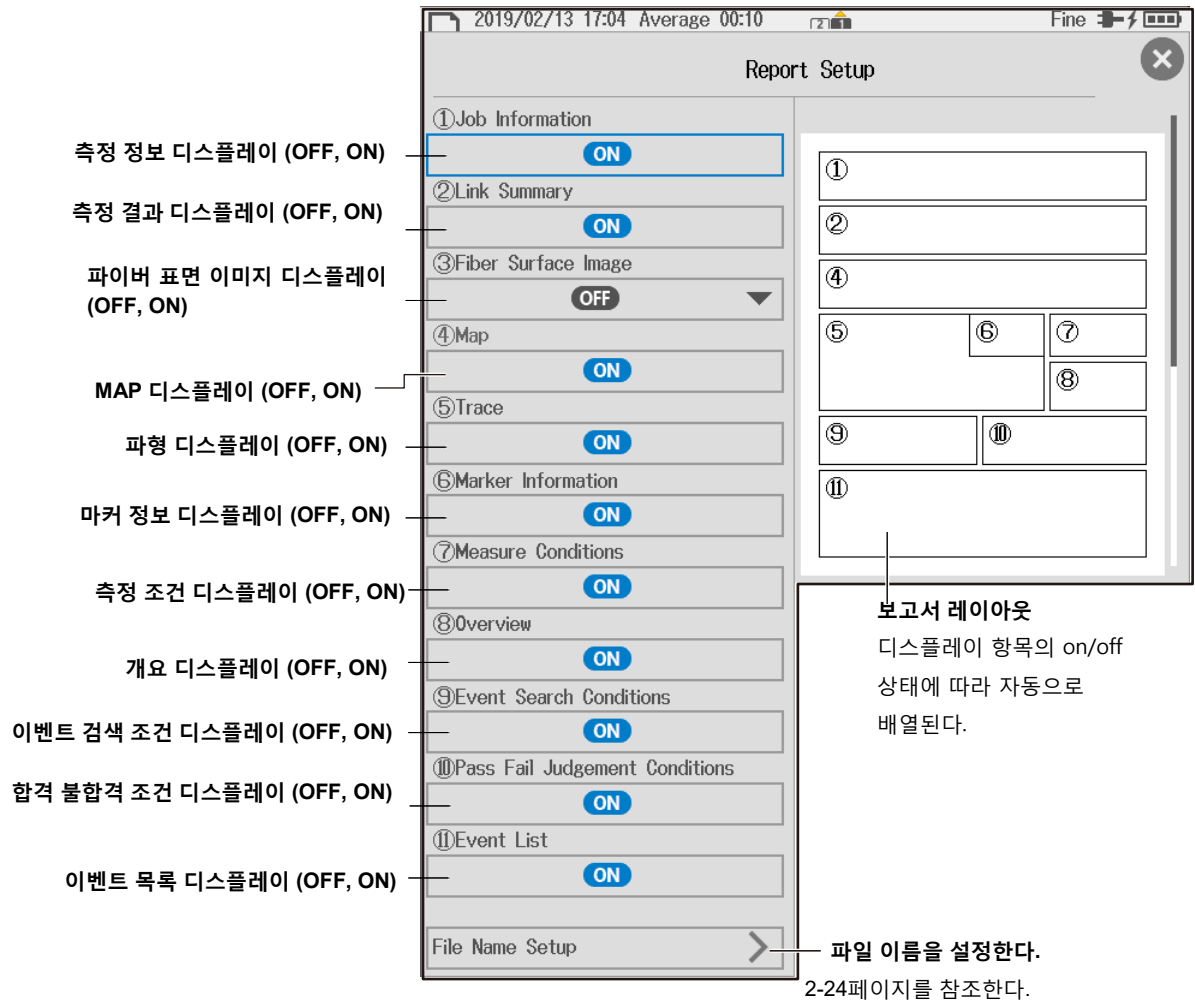 2019/02/13 17:04 Average 00:10 2 1 Fine
Report Setup
①Job Information
측정 정보 디스플레이 (OFF, ON)
ON
②Link Summary
측정 결과 디스플레이 (OFF, ON)
ON
③Fiber Surface Image
파이버 표면 이미지 디스플레이
(OFF, ON)
OFF
④Map
MAP 디스플레이 (OFF, ON)
ON
⑤Trace
파형 디스플레이 (OFF, ON)
ON
⑥Marker Information
마커 정보 디스플레이 (OFF, ON)
ON
⑦Measure Conditions
측정 조건 디스플레이 (OFF, ON)
ON
⑧Overview
개요 디스플레이 (OFF, ON)
ON
⑨Event Search Conditions
이벤트 검색 조건 디스플레이 (OFF, ON)
ON
⑩Pass Fail Judgement Conditions
합격 불합격 조건 디스플레이 (OFF, ON)
ON
⑪Event List
이벤트 목록 디스플레이 (OFF, ON)
ON
File Name Setup
①
②
④
⑤ ⑥ ⑦
⑧
⑨ ⑩
⑪
보고서 레이아웃
디스플레이 항목의 on/off
상태에 따라 자동으로
배열된다.
파일 이름을 설정한다.
2-24페이지를 참조한다.